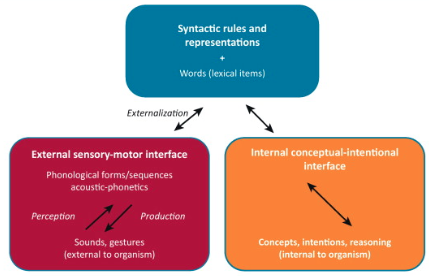 Syntactic rules and
representations
+
Words (lexical items)
Externalization
External sensory-motor interface
Phonological forms/sequences
acoustic-phonetics
Perception
Production
Sounds, gestures
(external to organism)
Internal conceptual-intentional
interface
Concepts, intentions, reasoning
(internal to organism)